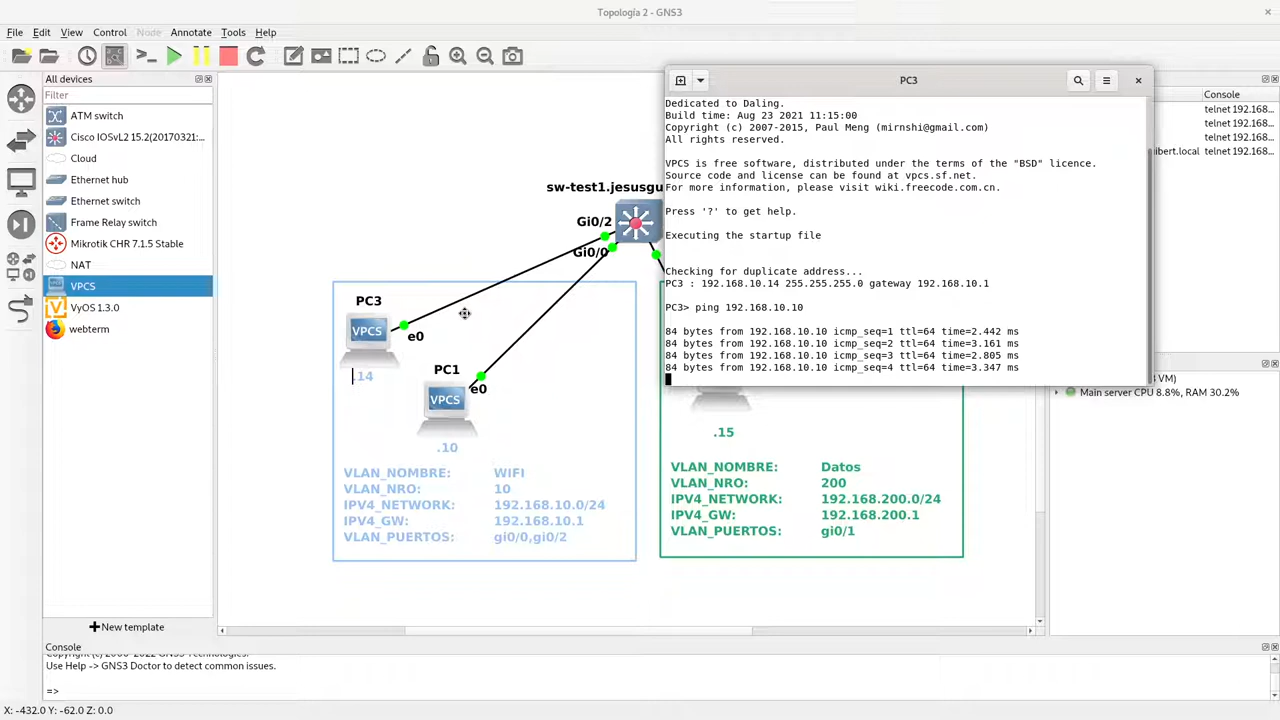 Topología 2 - GNS3
File Edit View Control Node Annotate Tools Help
All devices
Filter
ATM switch
Cisco IOSvL2 15.2(20170321:...
Cloud
Ethernet hub
Ethernet switch
Frame Relay switch
Mikrotik CHR 7.1.5 Stable
NAT
VPCS
VyOS 1.3.0
webterm
New template
sw-test1.jesusgu
Gi0/2
Gi0/0
PC3
VPCS
e0
.14
PC1
VPCS
e0
.10
VLAN_NOMBRE: WIFI
VLAN_NRO: 10
IPV4_NETWORK: 192.168.10.0/24
IPV4_GW: 192.168.10.1
VLAN_PUERTOS: gi0/0,gi0/2
.15
VLAN_NOMBRE: Datos
VLAN_NRO: 200
IPV4_NETWORK: 192.168.200.0/24
IPV4_GW: 192.168.200.1
VLAN_PUERTOS: gi0/1
PC3
Dedicated to Daling.
Build time: Aug 23 2021 11:15:00
Copyright (c) 2007-2015, Paul Meng (mirnshi@gmail.com)
All rights reserved.
VPCS is free software, distributed under the terms of the "BSD" licence.
Source code and license can be found at vpcs.sf.net.
For more information, please visit wiki.freecode.com.cn.
Press '?' to get help.
Executing the startup file
Checking for duplicate address...
PC3 : 192.168.10.14 255.255.255.0 gateway 192.168.10.1
PC3> ping 192.168.10.10
84 bytes from 192.168.10.10 icmp_seq=1 ttl=64 time=2.442 ms
84 bytes from 192.168.10.10 icmp_seq=2 ttl=64 time=3.161 ms
84 bytes from 192.168.10.10 icmp_seq=3 ttl=64 time=2.805 ms
84 bytes from 192.168.10.10 icmp_seq=4 ttl=64 time=3.347 ms
Console
telnet 192.168...
telnet 192.168...
telnet 192.168...
ibert.local telnet 192.168...
VM)
Main server CPU 8.8%, RAM 30.2%
Console
Use Help -> GNS3 Doctor to detect common issues.
=>
X: -432.0 Y: -62.0 Z: 0.0